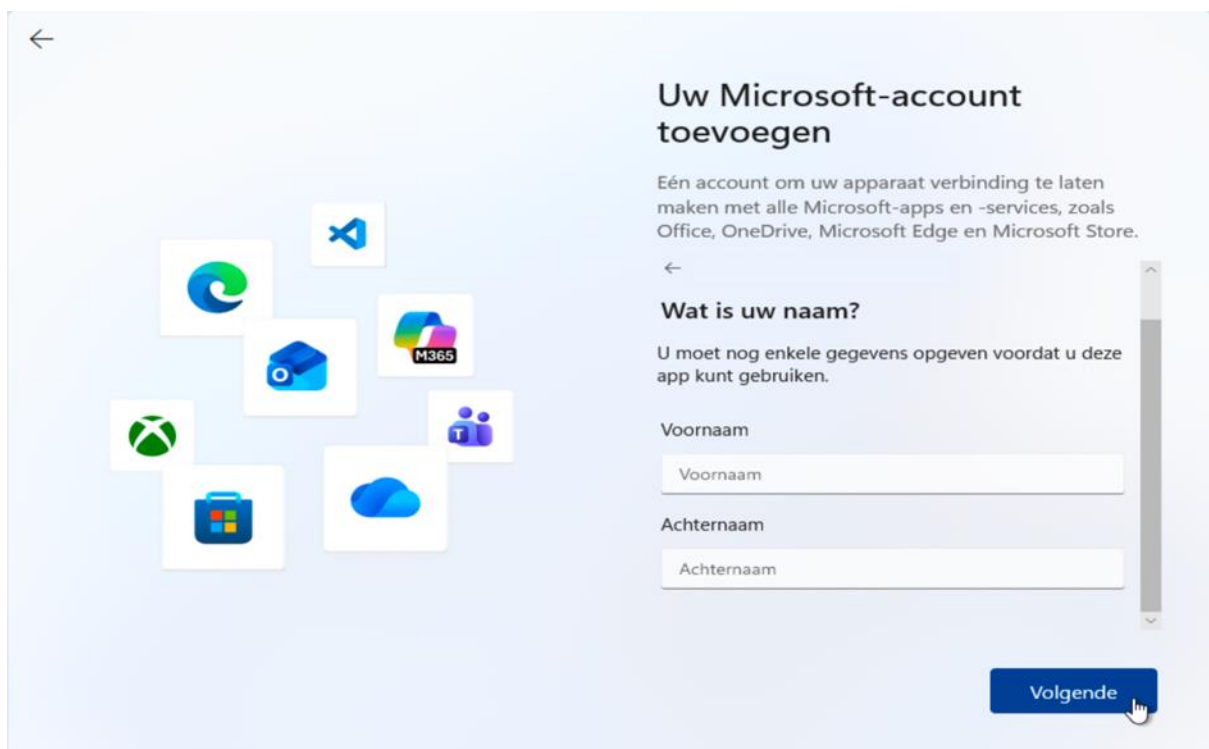 Uw Microsoft-account
toevoegen
Eén account om uw apparaat verbinding te laten
maken met alle Microsoft-apps en -services, zoals
Office, OneDrive, Microsoft Edge en Microsoft Store.
Wat is uw naam?
U moet nog enkele gegevens opgeven voordat u deze
app kunt gebruiken.
Voornaam
Voornaam
Achternaam
Achternaam
Volgende
M365
O
T